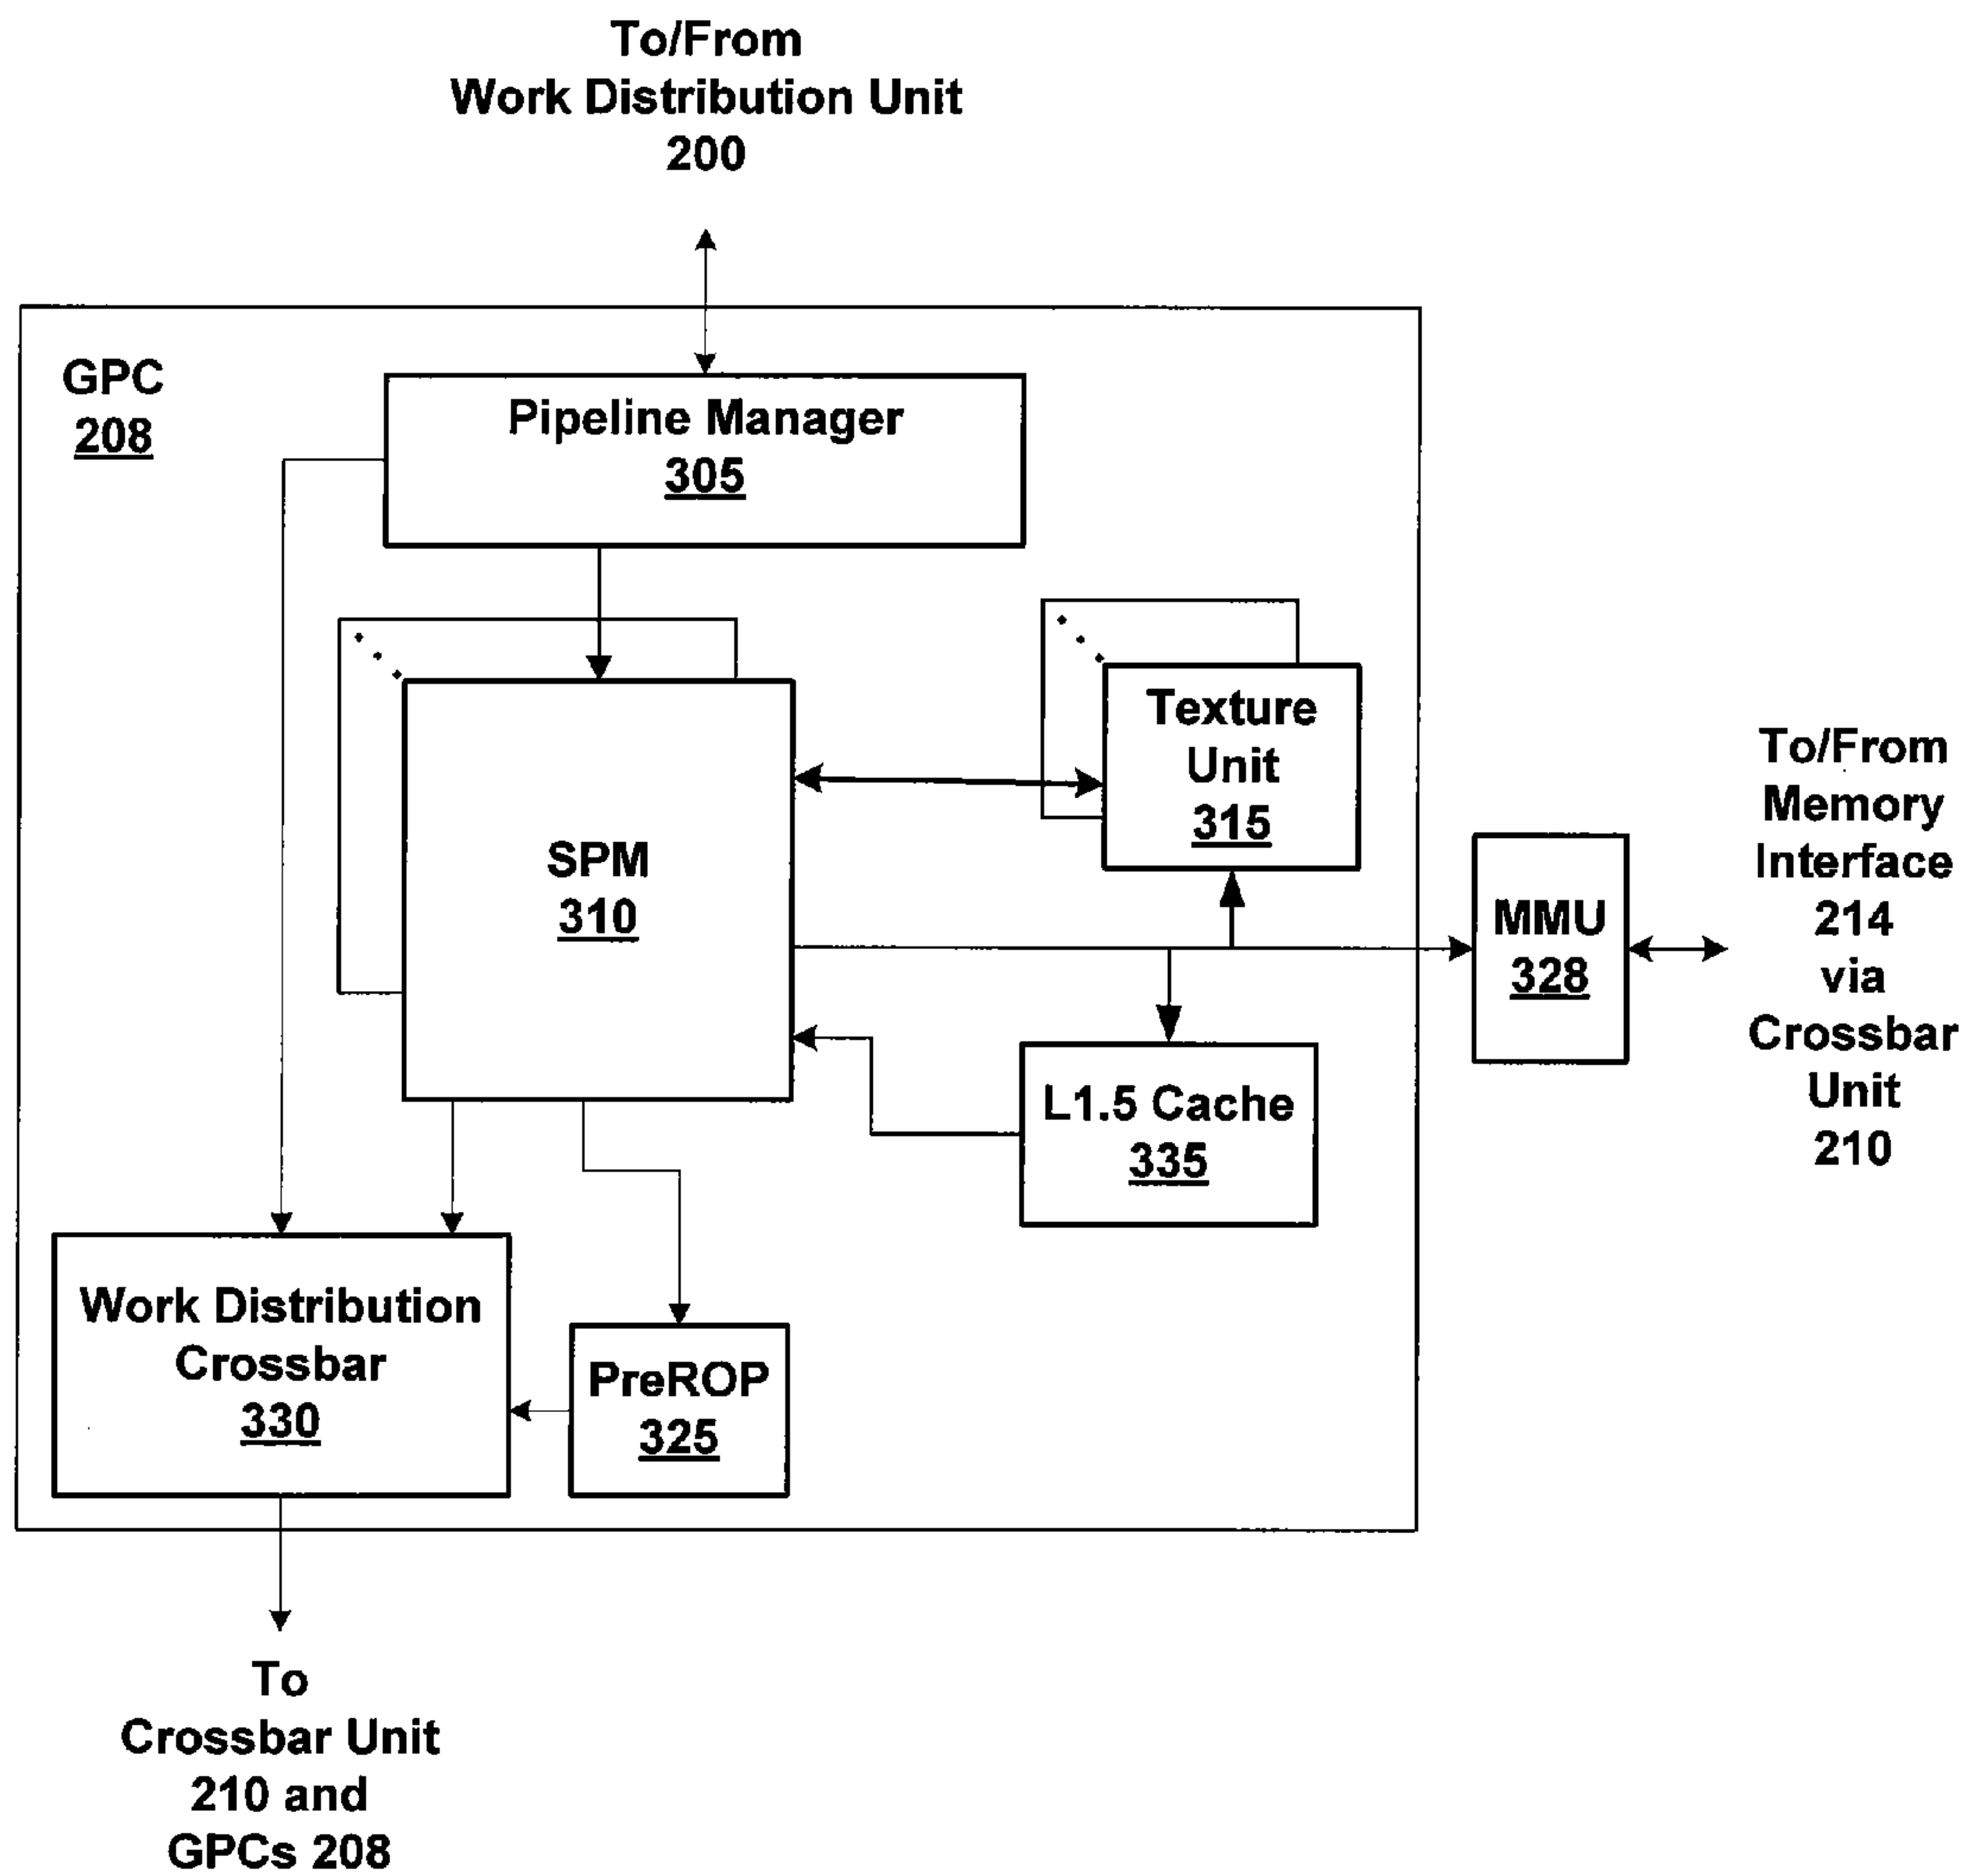 To/From
Work Distribution Unit
200
GPC
208
Pipeline Manager
305
Texture
Unit
315
SPM
310
To/From
Memory
Interface
214
via
Crossbar
Unit
210
MMU
328
L1.5 Cache
335
Work Distribution
Crossbar
330
PreROP
325
To
Crossbar Unit
210 and
GPCs 208